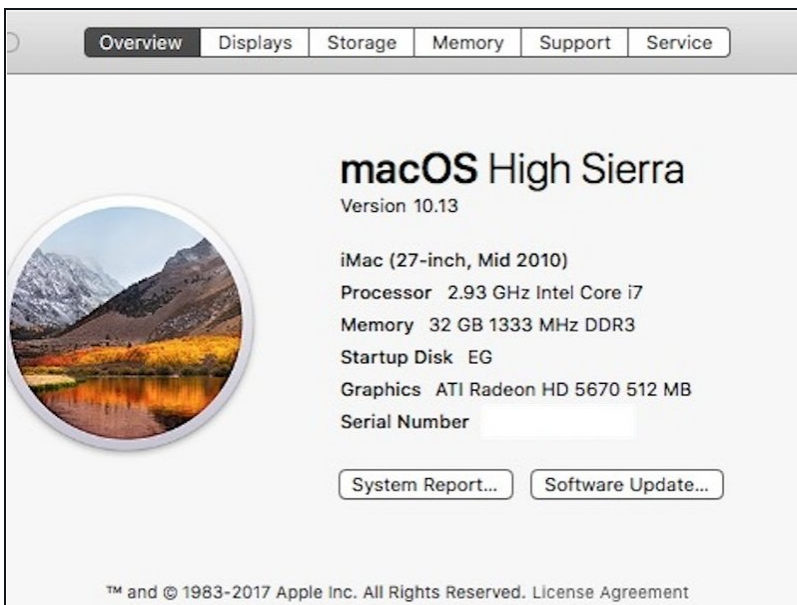 Overview Displays Storage Memory Support Service
macOS High Sierra
Version 10.13
iMac (27-inch, Mid 2010)
Processor 2.93 GHz Intel Core i7
Memory 32 GB 1333 MHz DDR3
Startup Disk EG
Graphics ATI Radeon HD 5670 512 MB
Serial Number
System Report... Software Update...
™ and © 1983-2017 Apple Inc. All Rights Reserved. License Agreement